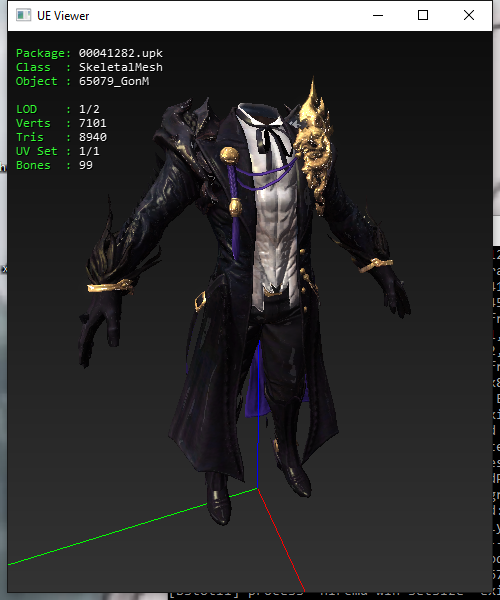 UE Viewer
Package: 00041282.upk
Class : SkeletalMesh
Object : 65079_GonM
LOD : 1/2
Verts : 7101
Tris : 8940
UV Set : 1/1
Bones : 99